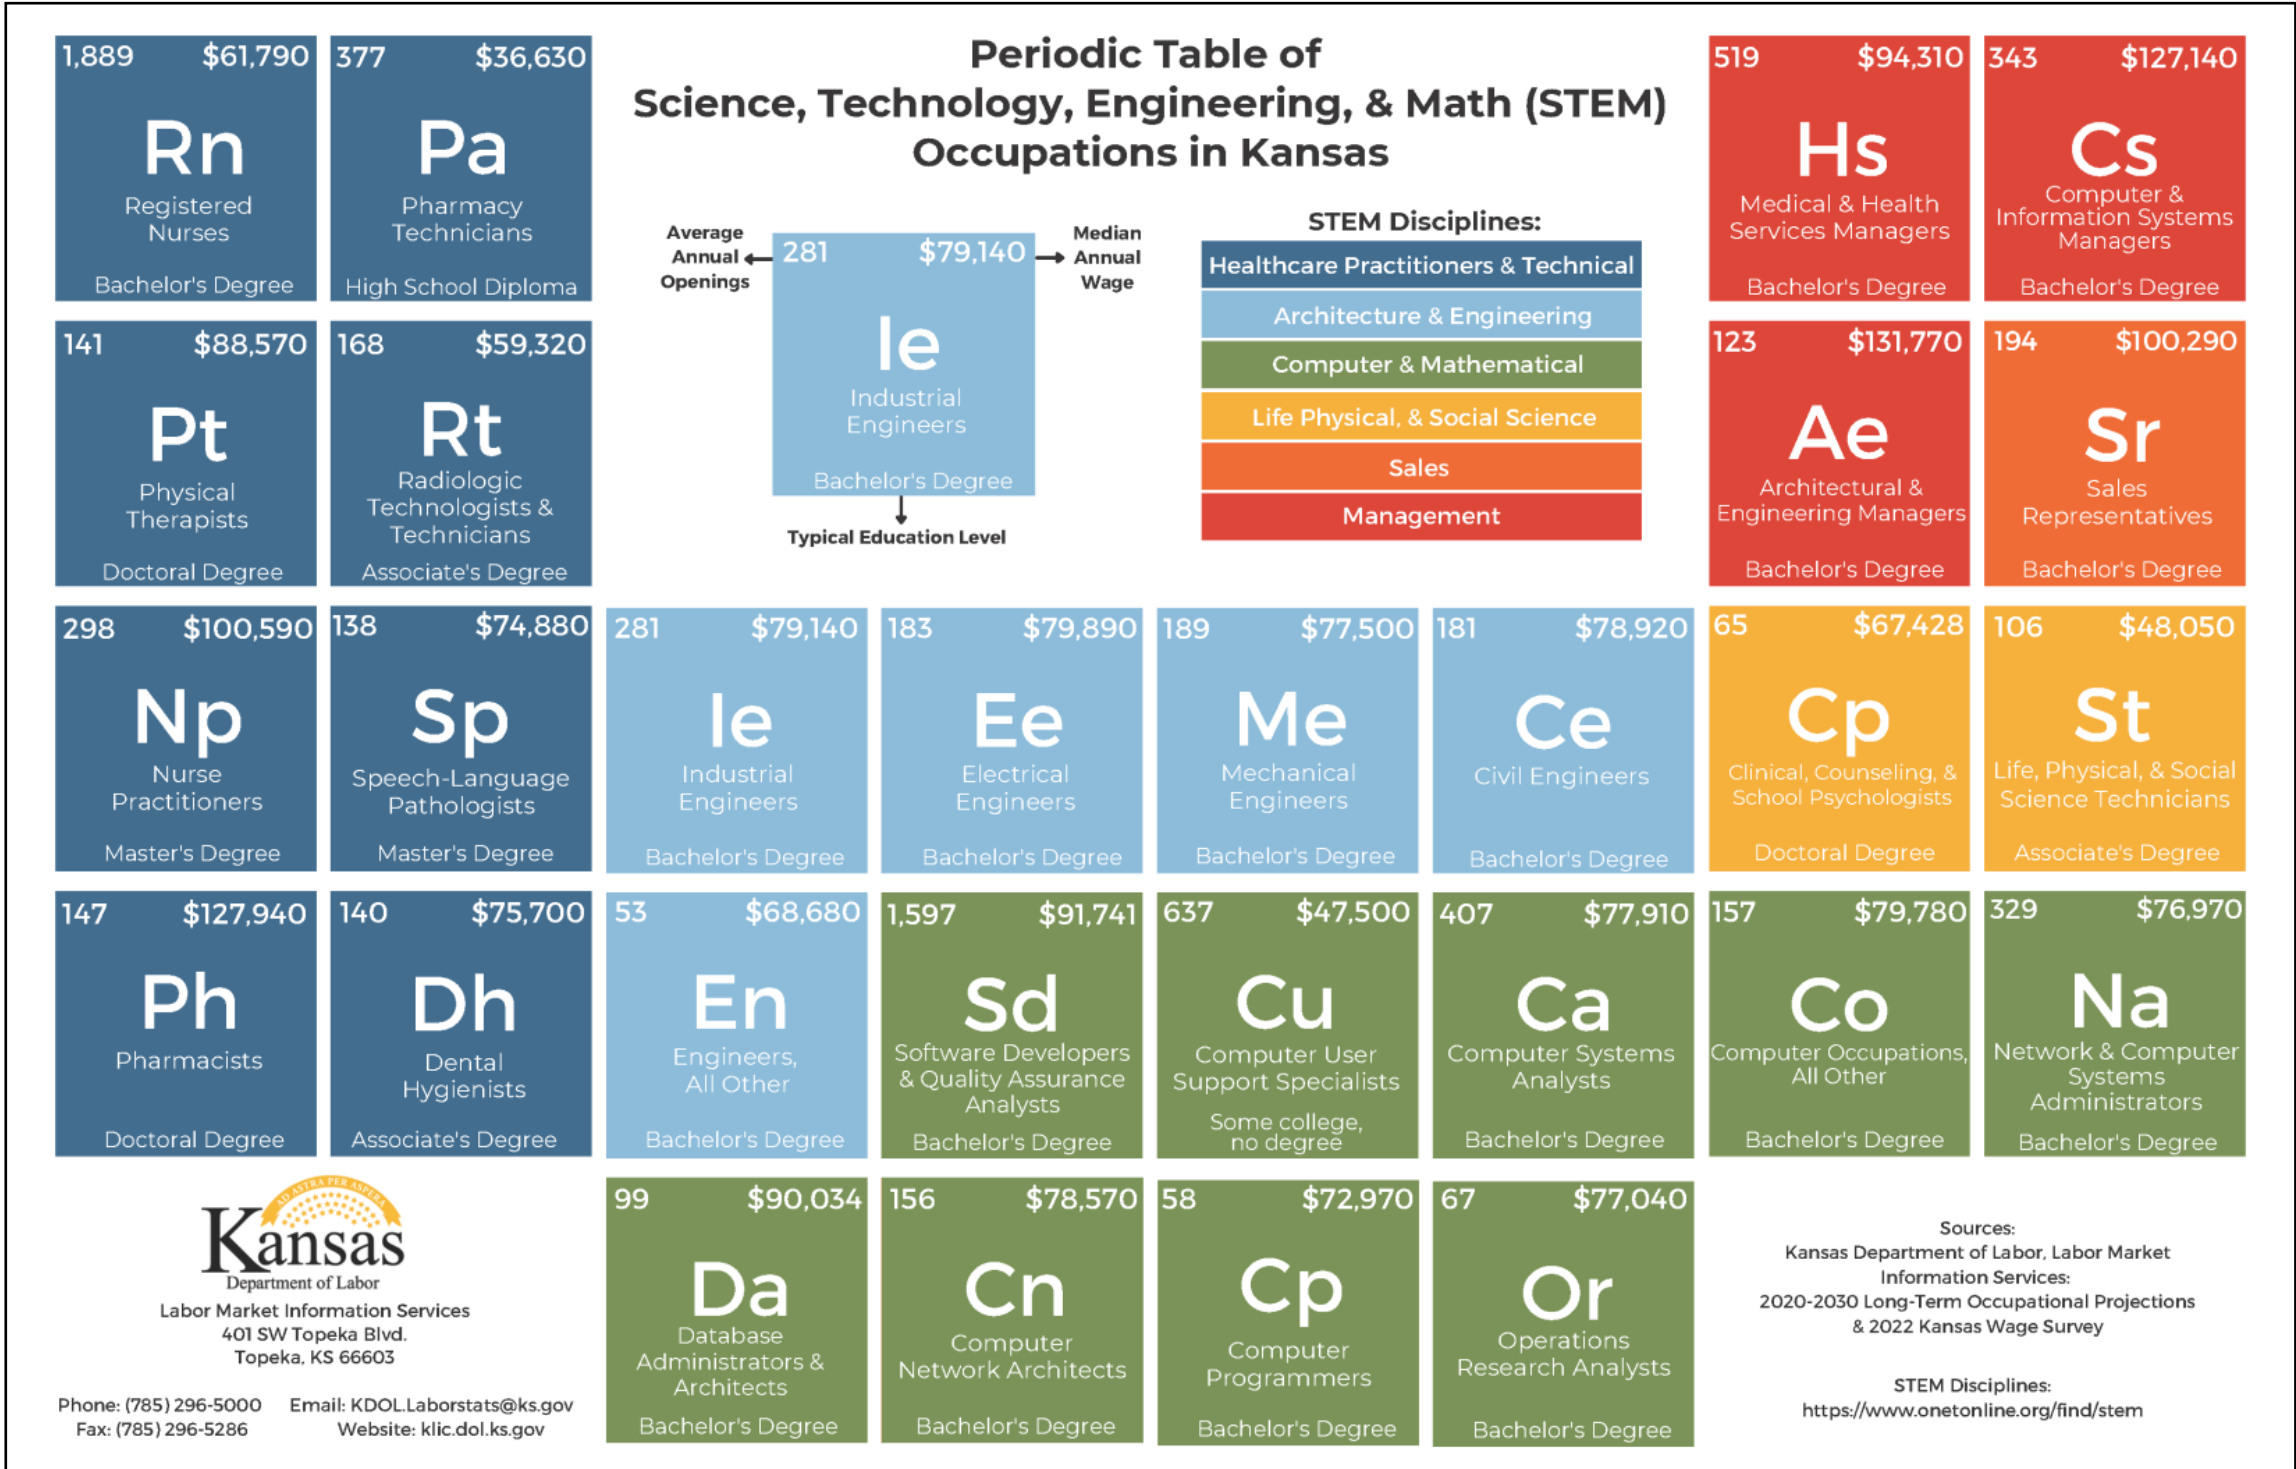 Periodic Table of
Science, Technology, Engineering, & Math (STEM)
Occupations in Kansas
1,889 $61,790
Rn
Registered
Nurses
Bachelor's Degree
377 $36,630
Pa
Pharmacy
Technicians
High School Diploma
Average
Annual
Openings
281 $79,140
Ie
Industrial
Engineers
Bachelor's Degree
Median
Annual
Wage
Typical Education Level
STEM Disciplines:
Healthcare Practitioners & Technical
Architecture & Engineering
Computer & Mathematical
Life Physical, & Social Science
Sales
Management
519 $94,310
Hs
Medical & Health
Services Managers
Bachelor's Degree
343 $127,140
Cs
Computer &
Information Systems
Managers
Bachelor's Degree
141 $88,570
Pt
Physical
Therapists
Doctoral Degree
168 $59,320
Rt
Radiologic
Technologists &
Technicians
Associate's Degree
123 $131,770
Ae
Architectural &
Engineering Managers
Bachelor's Degree
194 $100,290
Sr
Sales
Representatives
Bachelor's Degree
298 $100,590
Np
Nurse
Practitioners
Master's Degree
138 $74,880
Sp
Speech-Language
Pathologists
Master's Degree
281 $79,140
Ie
Industrial
Engineers
Bachelor's Degree
183 $79,890
Ee
Electrical
Engineers
Bachelor's Degree
189 $77,500
Me
Mechanical
Engineers
Bachelor's Degree
181 $78,920
Ce
Civil Engineers
Bachelor's Degree
65 $67,428
Cp
Clinical, Counseling, &
School Psychologists
Doctoral Degree
106 $48,050
St
Life, Physical, & Social
Science Technicians
Associate's Degree
147 $127,940
Ph
Pharmacists
Doctoral Degree
140 $75,700
Dh
Dental
Hygienists
Associate's Degree
53 $68,680
En
Engineers,
All Other
Bachelor's Degree
1,597 $91,741
Sd
Software Developers
& Quality Assurance
Analysts
Bachelor's Degree
637 $47,500
Cu
Computer User
Support Specialists
Some college,
no degree
407 $77,910
Ca
Computer Systems
Analysts
Bachelor's Degree
157 $79,780
Co
Computer Occupations,
All Other
Bachelor's Degree
329 $76,970
Na
Network & Computer
Systems
Administrators
Bachelor's Degree
AD ASTRA PER ASPERA
Kansas
Department of Labor
Labor Market Information Services
401 SW Topeka Blvd.
Topeka, KS 66603
Phone: (785) 296-5000 Email: KDOL.Laborstats@ks.gov
Fax: (785) 296-5286 Website: klic.dol.ks.gov
99 $90,034
Da
Database
Administrators &
Architects
Bachelor's Degree
156 $78,570
Cn
Computer
Network Architects
Bachelor's Degree
58 $72,970
Cp
Computer
Programmers
Bachelor's Degree
67 $77,040
Or
Operations
Research Analysts
Bachelor's Degree
Sources:
Kansas Department of Labor, Labor Market
Information Services:
2020-2030 Long-Term Occupational Projections
& 2022 Kansas Wage Survey
STEM Disciplines:
https://www.onetonline.org/find/stem